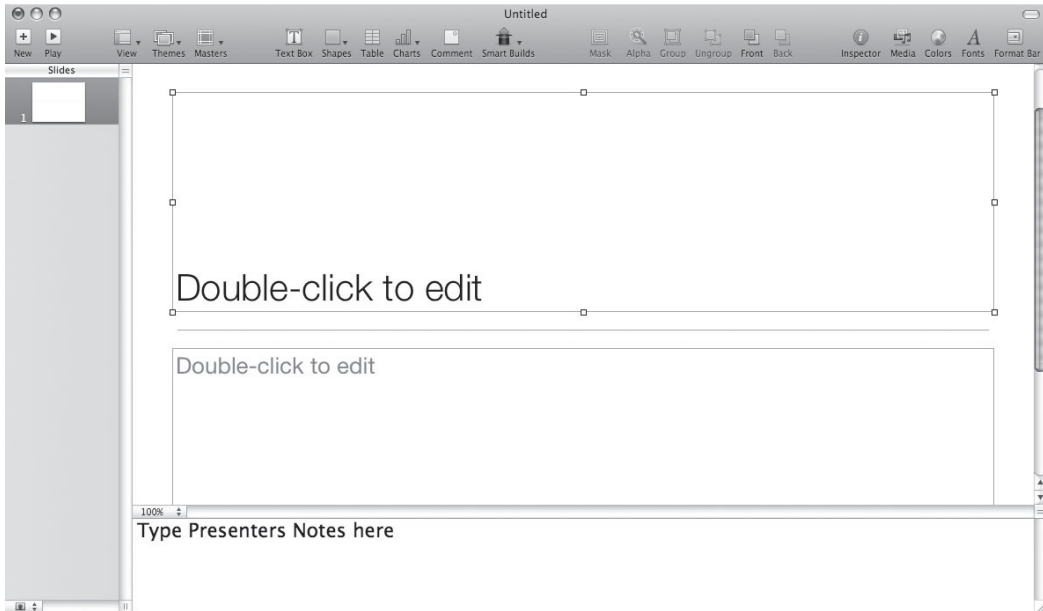 Untitled
New Play View Themes Masters Text Box Shapes Table Charts Comment Smart Builds Mask Alpha Group Ungroup Front Back Inspector Media Colors Fonts Format Bar
Slides
1
Double-click to edit
Double-click to edit
100%
Type Presenters Notes here